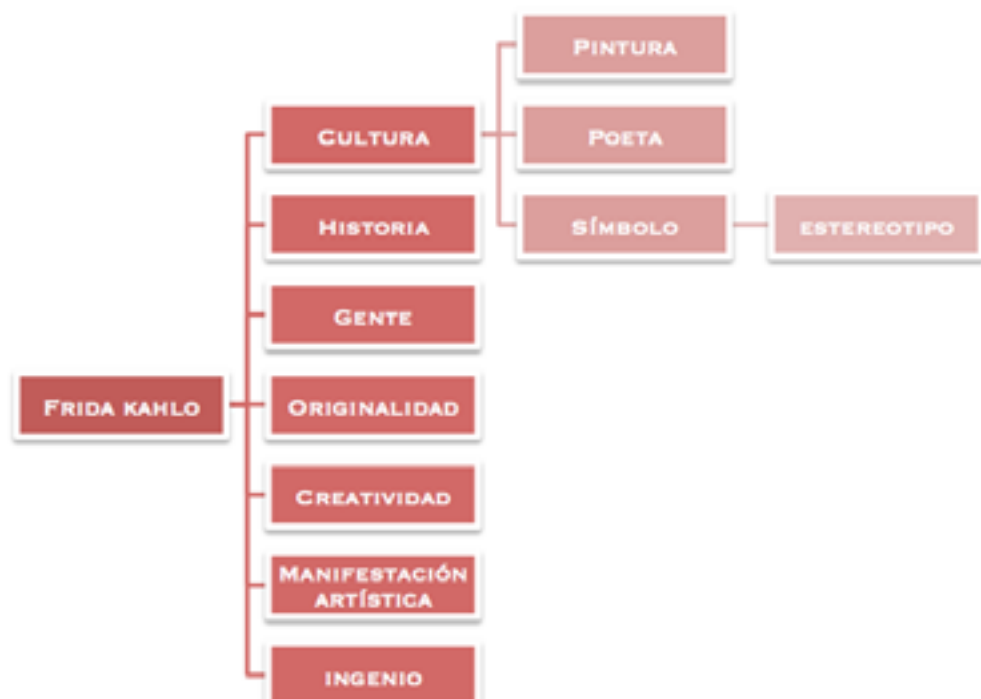 PINTURA
CULTURA
POETA
HISTORIA
SÍMBOLO
ESTEREOTIPO
GENTE
FRIDA KAHLO
ORIGINALIDAD
CREATIVIDAD
MANIFESTACIÓN
ARTÍSTICA
INGENIO